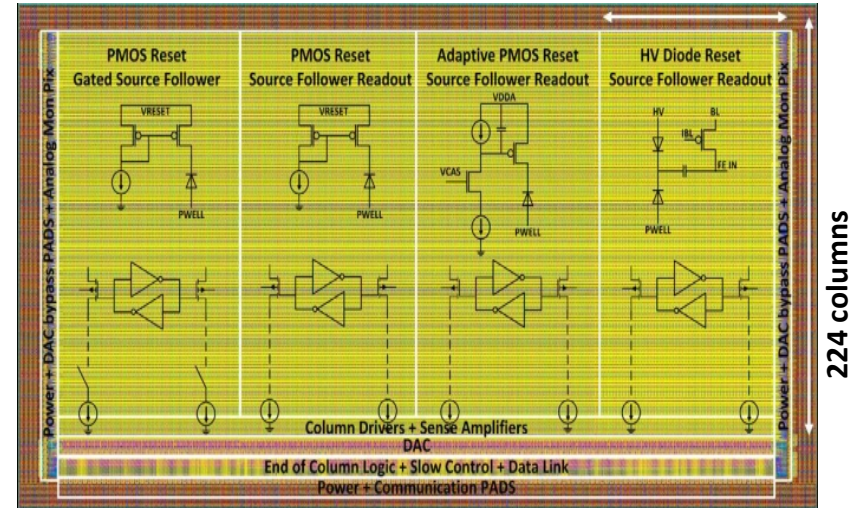 PMOS Reset
Gated Source Follower
PMOS Reset
Source Follower Readout
Adaptive PMOS Reset
Source Follower Readout
HV Diode Reset
Source Follower Readout
VRESET
PWELL
VRESET
PWELL
VDDA
VCAS
PWELL
HV
BL
IBL
FE IN
PWELL
Power + DAC bypass PADS + Analog Mon Pix
Power + DAC bypass PADS + Analog Mon Pix
224 columns
Column Drivers + Sense Amplifiers
DAC
End of Column Logic + Slow Control + Data Link
Power + Communication PADS